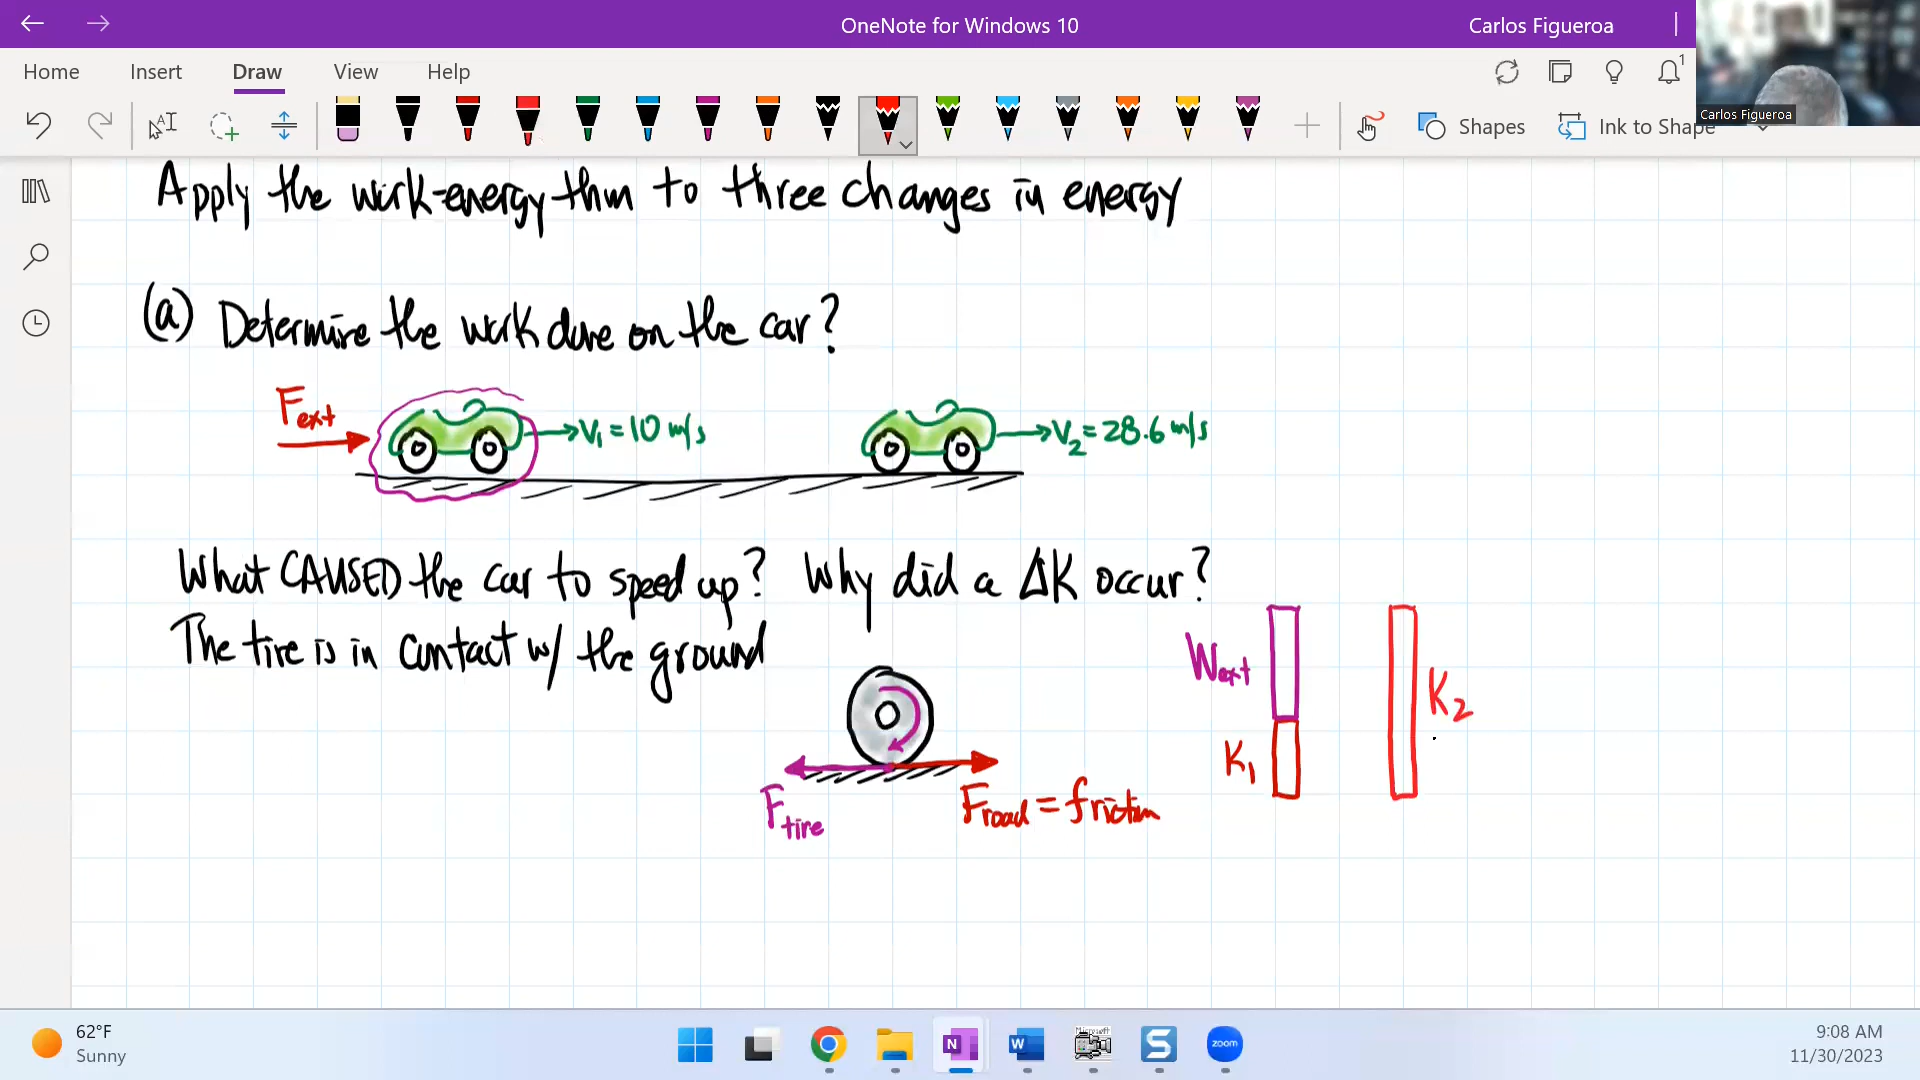 OneNote for Windows 10
Carlos Figueroa
Home Insert Draw View Help
1
Shapes
Ink to Shape
Carlos Figueroa
Apply the work-energy thm to three changes in energy
(a) Determine the work done on the car?
Fext
V1 = 10 m/s
V2 = 28.6 m/s
What CAUSED the car to speed up? Why did a ΔK occur?
The tire is in contact w/ the ground
Wext
K1
K2
Ftire
Froad = friction
62°F
Sunny
N
W
Microsoft
S
zoom
9:08 AM
11/30/2023